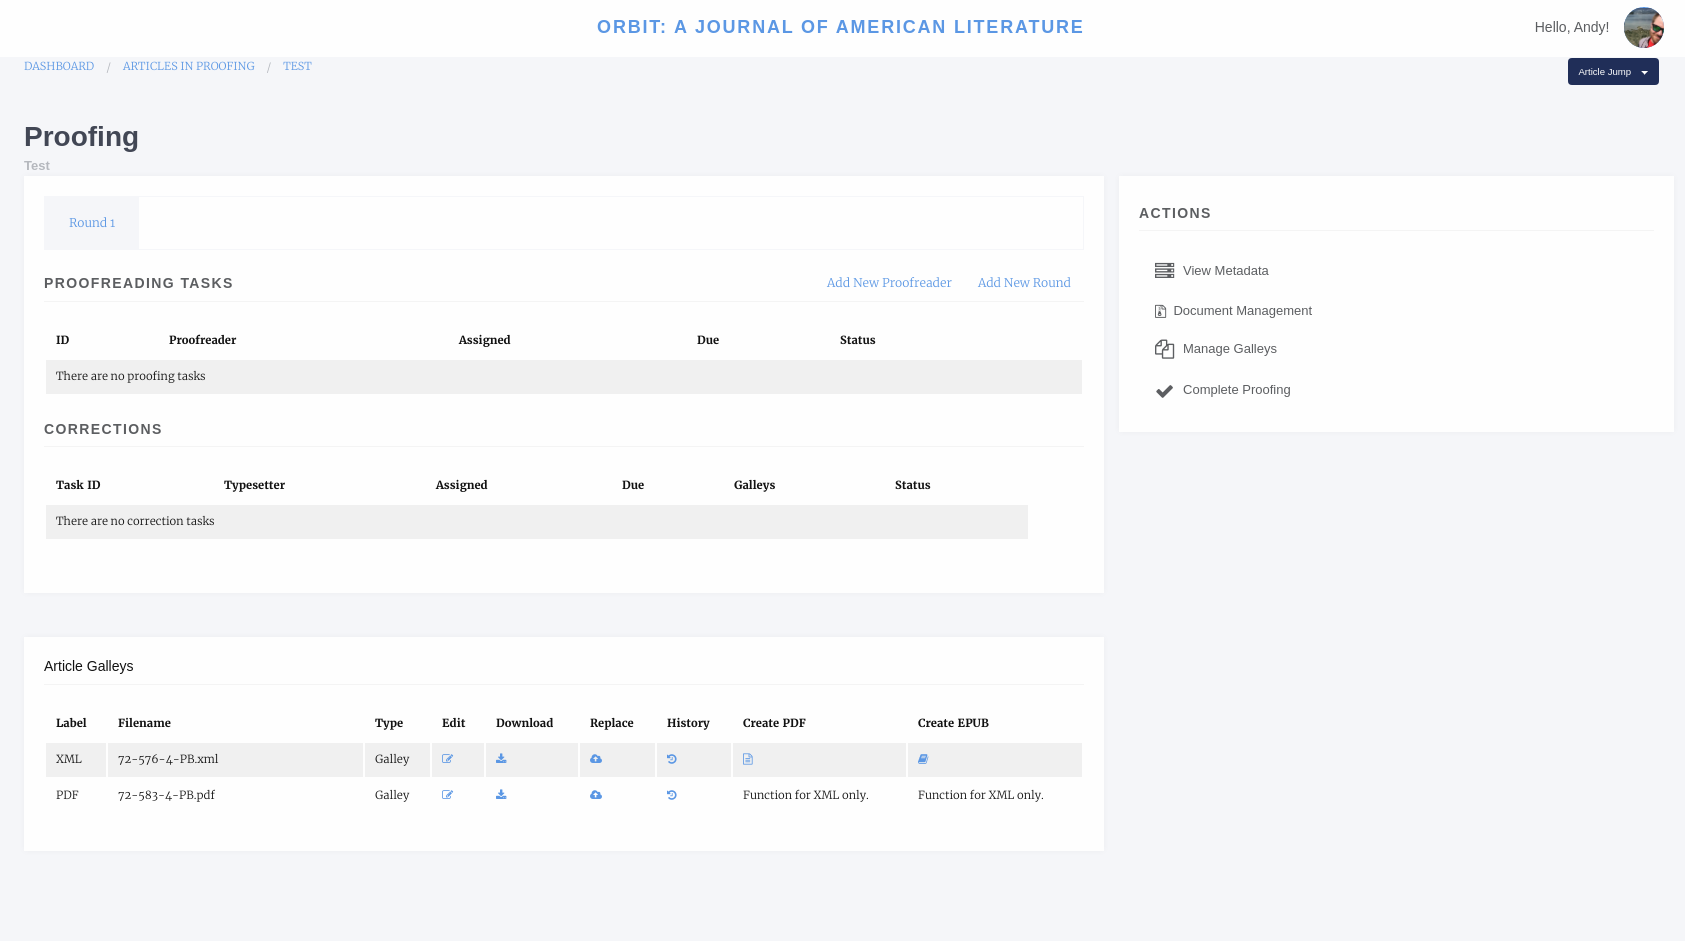 ORBIT: A JOURNAL OF AMERICAN LITERATURE
Hello, Andy!
DASHBOARD / ARTICLES IN PROOFING / TEST
Article Jump
Proofing
Test
Round 1
PROOFREADING TASKS
Add New Proofreader Add New Round
ID Proofreader Assigned Due Status
There are no proofing tasks
CORRECTIONS
Task ID Typesetter Assigned Due Galleys Status
There are no correction tasks
ACTIONS
View Metadata
Document Management
Manage Galleys
Complete Proofing
Article Galleys
Label Filename Type Edit Download Replace History Create PDF Create EPUB
XML 72-576-4-PB.xml Galley
PDF 72-583-4-PB.pdf Galley Function for XML only. Function for XML only.